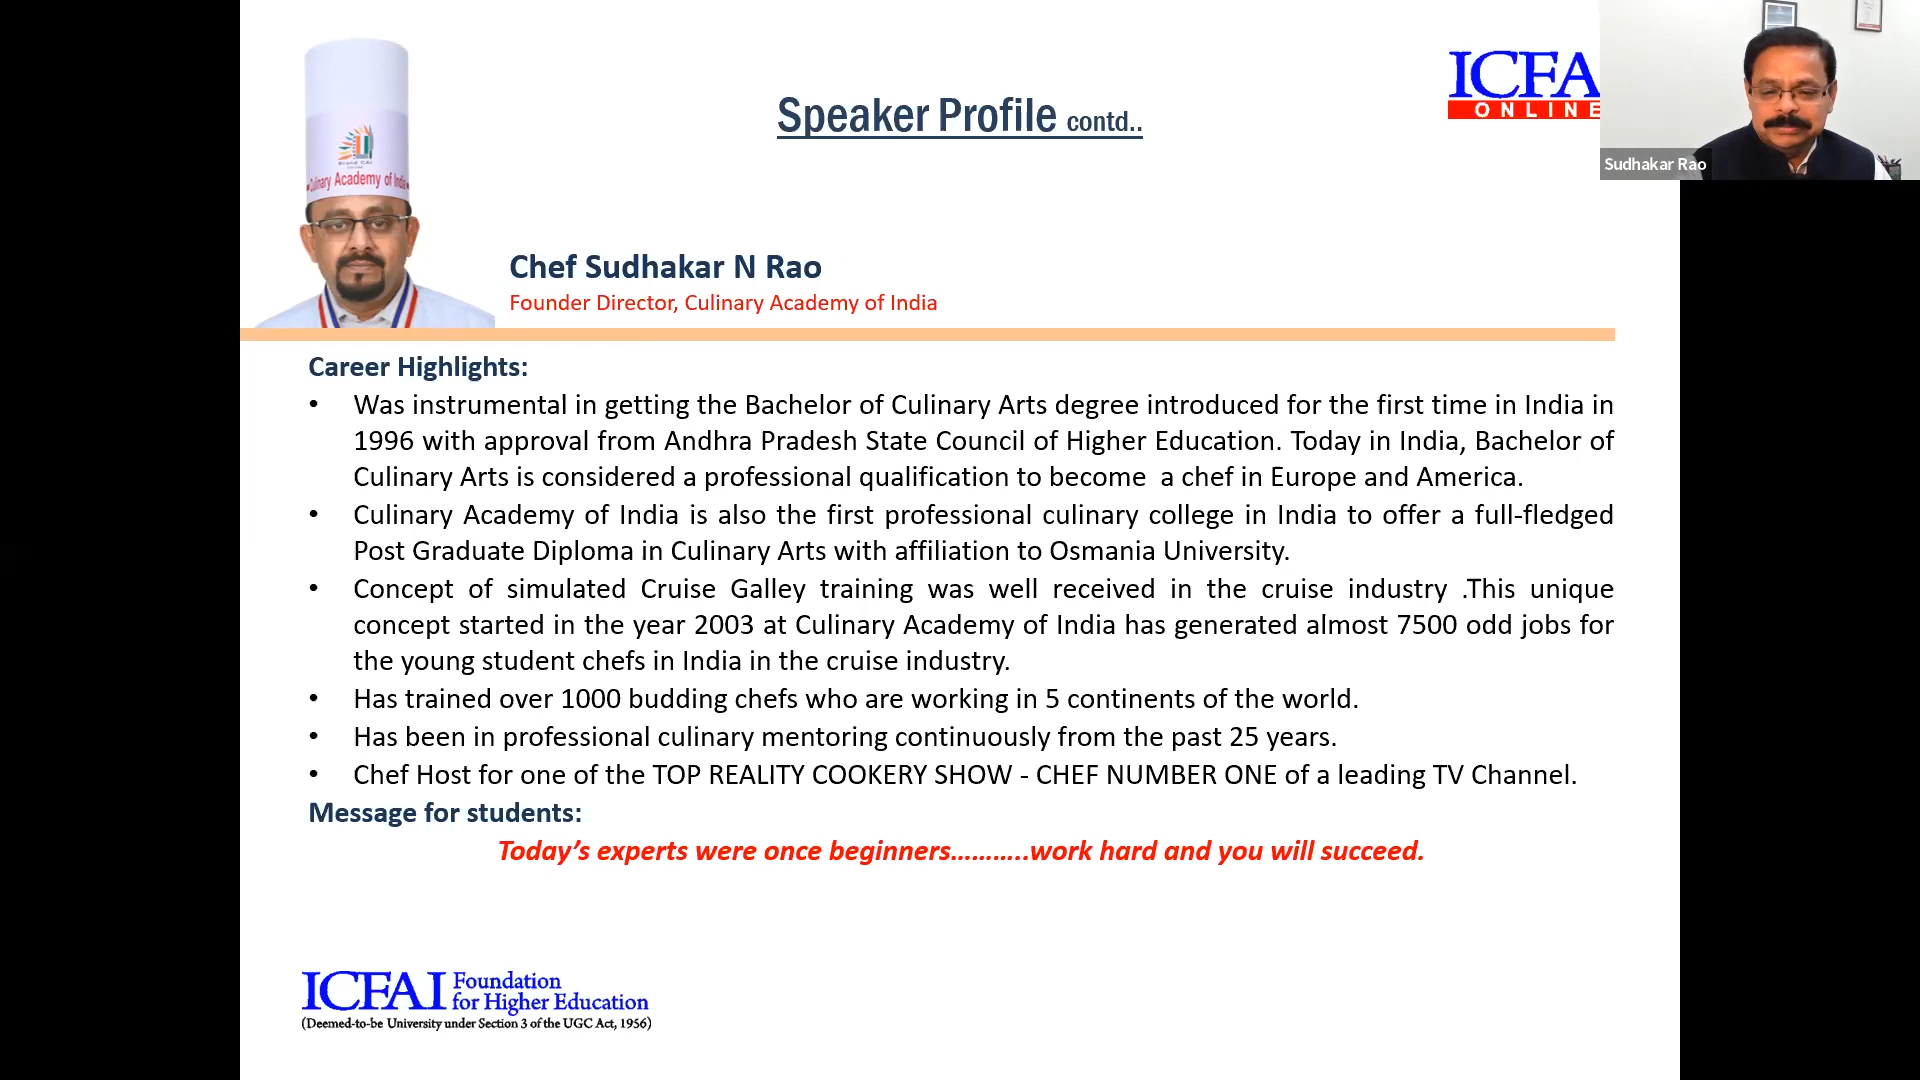 Speaker Profile contd..
ICFA
ONLINE
Sudhakar Rao
Culinary Academy of India
Chef Sudhakar N Rao
Founder Director, Culinary Academy of India
Career Highlights:
• Was instrumental in getting the Bachelor of Culinary Arts degree introduced for the first time in India in
1996 with approval from Andhra Pradesh State Council of Higher Education. Today in India, Bachelor of
Culinary Arts is considered a professional qualification to become a chef in Europe and America.
• Culinary Academy of India is also the first professional culinary college in India to offer a full-fledged
Post Graduate Diploma in Culinary Arts with affiliation to Osmania University.
• Concept of simulated Cruise Galley training was well received in the cruise industry .This unique
concept started in the year 2003 at Culinary Academy of India has generated almost 7500 odd jobs for
the young student chefs in India in the cruise industry.
• Has trained over 1000 budding chefs who are working in 5 continents of the world.
• Has been in professional culinary mentoring continuously from the past 25 years.
• Chef Host for one of the TOP REALITY COOKERY SHOW - CHEF NUMBER ONE of a leading TV Channel.
Message for students:
Today’s experts were once beginners………..work hard and you will succeed.
ICFAI Foundation
for Higher Education
(Deemed-to-be University under Section 3 of the UGC Act, 1956)